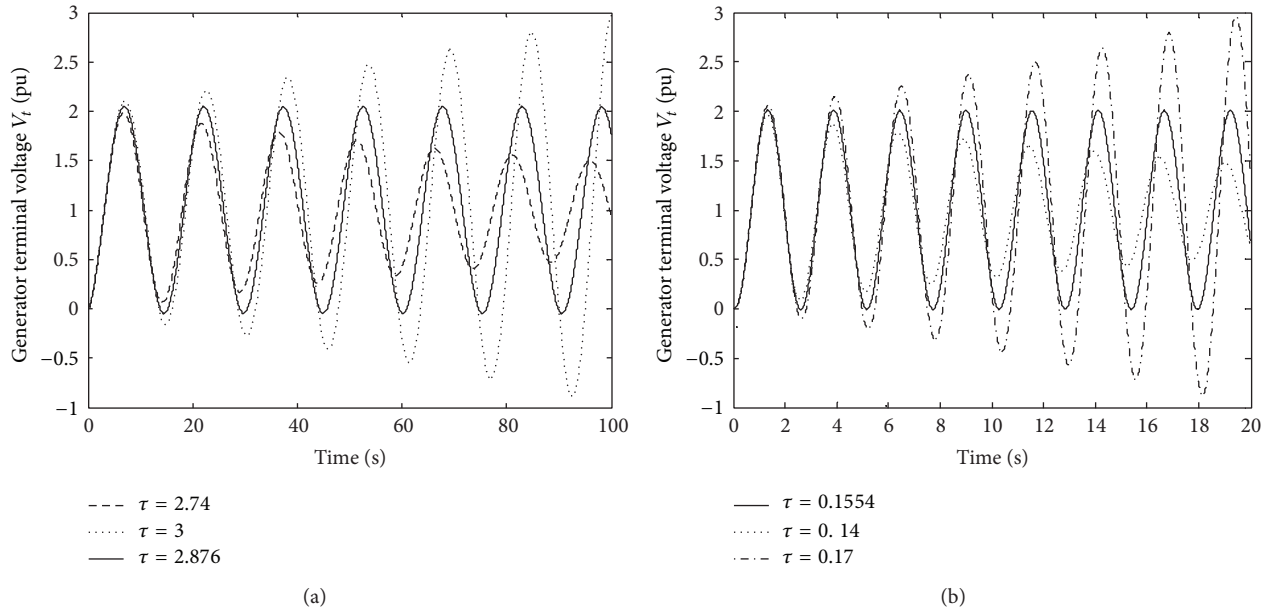 3
2.5
2
1.5
1
0.5
0
−0.5
−1
Generator terminal voltage Vt (pu)
0 20 40 60 80 100
Time (s)
τ = 2.74
τ = 3
τ = 2.876
(a)
3
2.5
2
1.5
1
0.5
0
−0.5
−1
Generator terminal voltage Vt (pu)
0 2 4 6 8 10 12 14 16 18 20
Time (s)
τ = 0.1554
τ = 0. 14
τ = 0.17
(b)